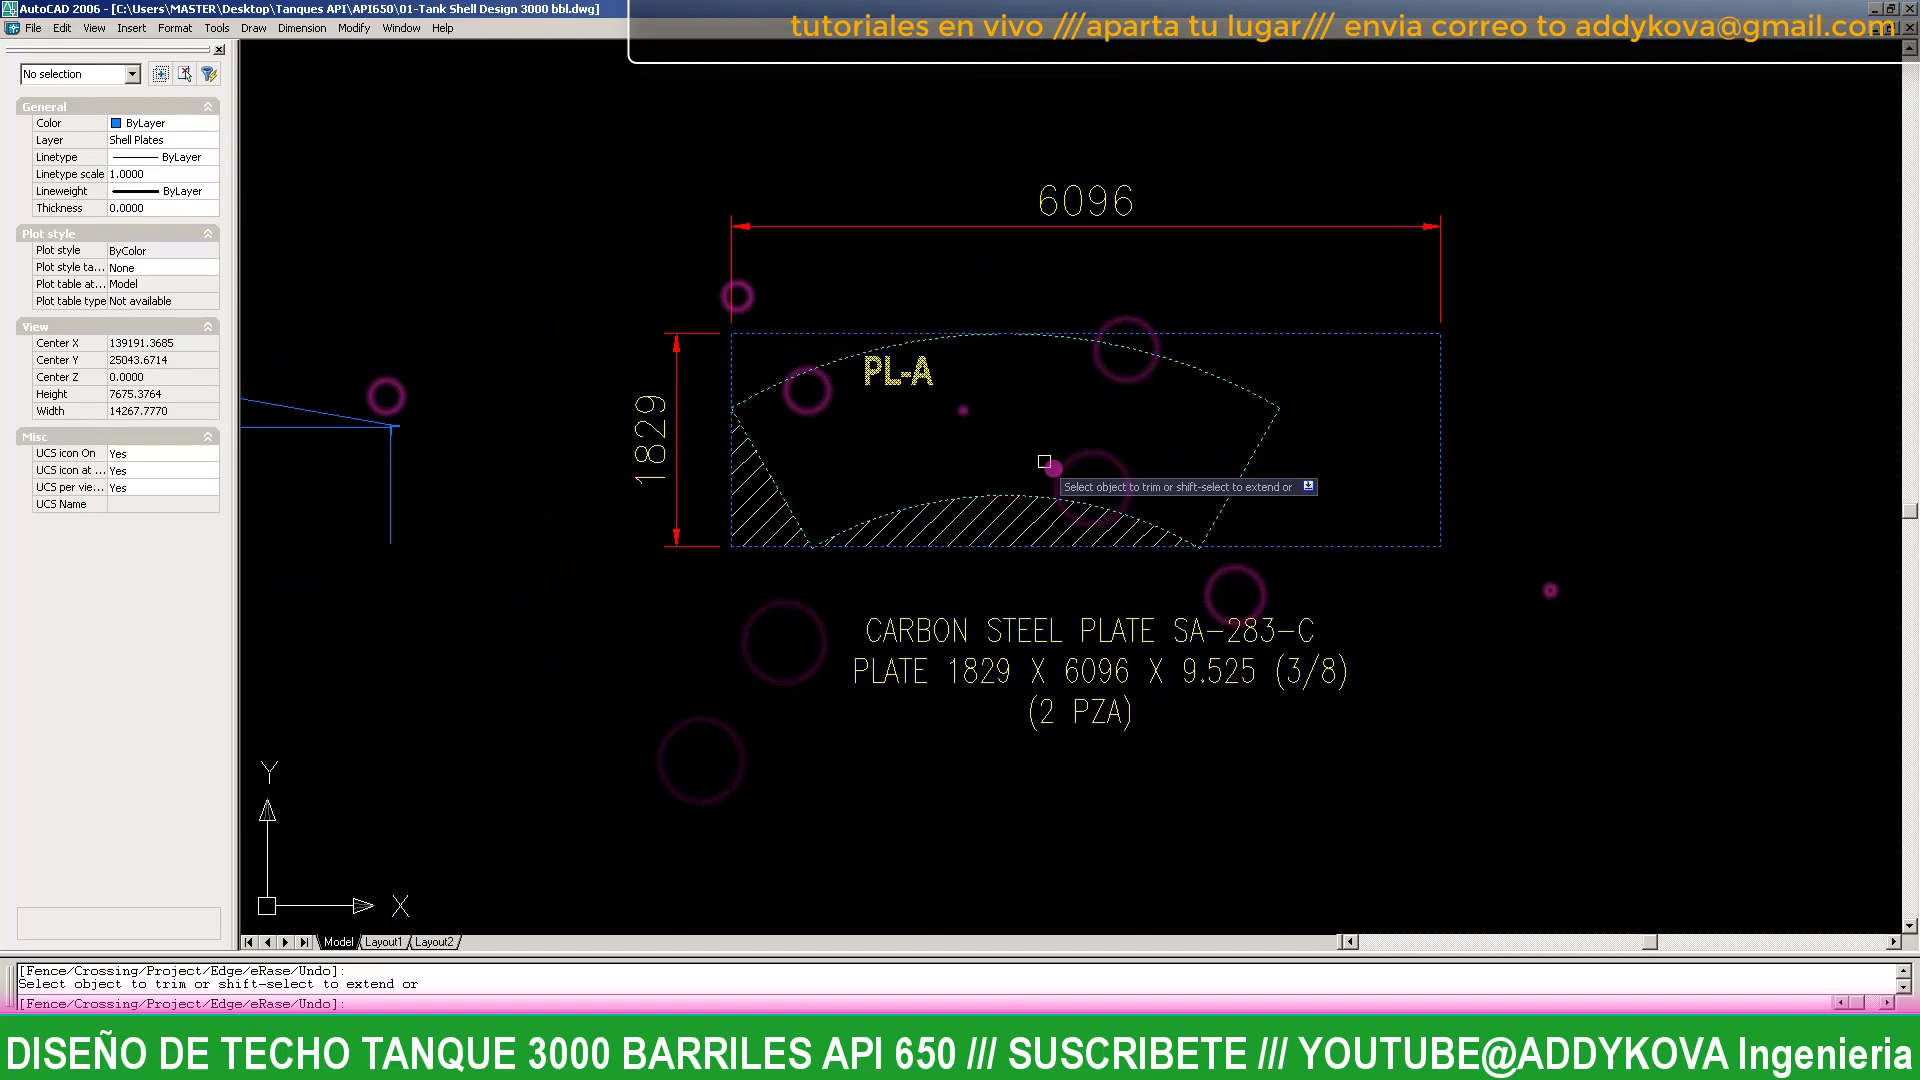 AutoCAD 2006 - [C:\Users\MASTER\Desktop\Tanques API\API650\01-Tank Shell Design 3000 bbl.dwg]
tutoriales en vivo ///aparta tu lugar/// envia correo to addykova@gmail.com
File Edit View Insert Format Tools Draw Dimension Modify Window Help
No selection
General
Color ByLayer
Layer Shell Plates
Linetype ByLayer
Linetype scale 1.0000
Lineweight ByLayer
Thickness 0.0000
Plot style
Plot style ByColor
Plot style ta... None
Plot table at... Model
Plot table type Not available
View
Center X 139191.3685
Center Y 25043.6714
Center Z 0.0000
Height 7675.3764
Width 14267.7770
Misc
UCS icon On Yes
UCS icon at ... Yes
UCS per vie... Yes
UCS Name
6096
1829
PL-A
Select object to trim or shift-select to extend or
CARBON STEEL PLATE SA-283-C
PLATE 1829 X 6096 X 9.525 (3/8)
(2 PZA)
Y
X
Model Layout1 Layout2
[Fence/Crossing/Project/Edge/eRase/Undo]:
Select object to trim or shift-select to extend or
[Fence/Crossing/Project/Edge/eRase/Undo]:
DISEÑO DE TECHO TANQUE 3000 BARRILES API 650 /// SUSCRIBETE /// YOUTUBE@ADDYKOVA Ingenieria